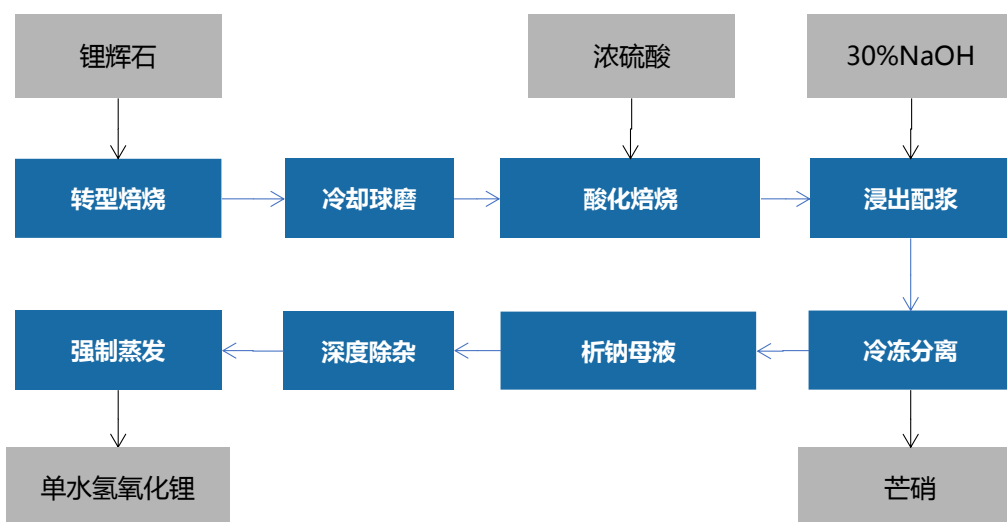 锂辉石
浓硫酸
30%NaOH
转型焙烧
冷却球磨
酸化焙烧
浸出配浆
强制蒸发
深度除杂
析钠母液
冷冻分离
单水氢氧化锂
芒硝